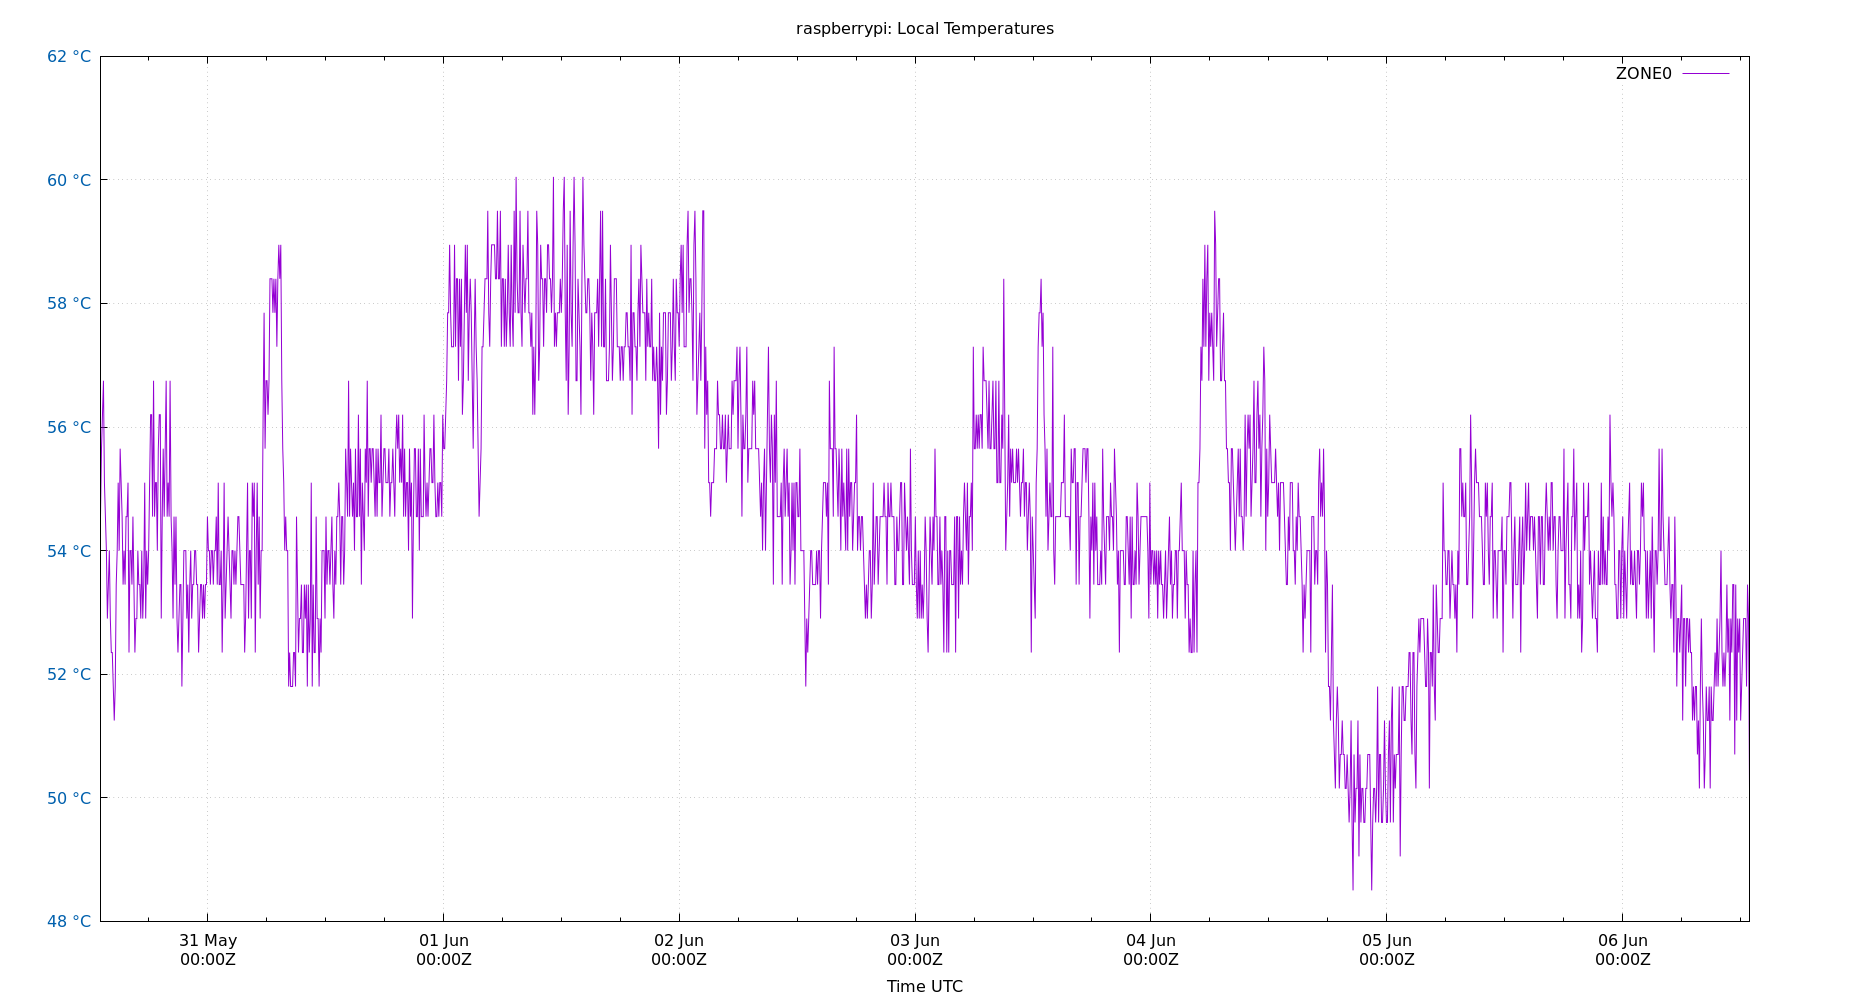 raspberrypi: Local Temperatures
62 °C
ZONE0
60 °C
58 °C
56 °C
54 °C
52 °C
50 °C
48 °C
31 May 01 Jun 02 Jun 03 Jun 04 Jun 05 Jun 06 Jun
00:00Z 00:00Z 00:00Z 00:00Z 00:00Z 00:00Z 00:00Z
Time UTC